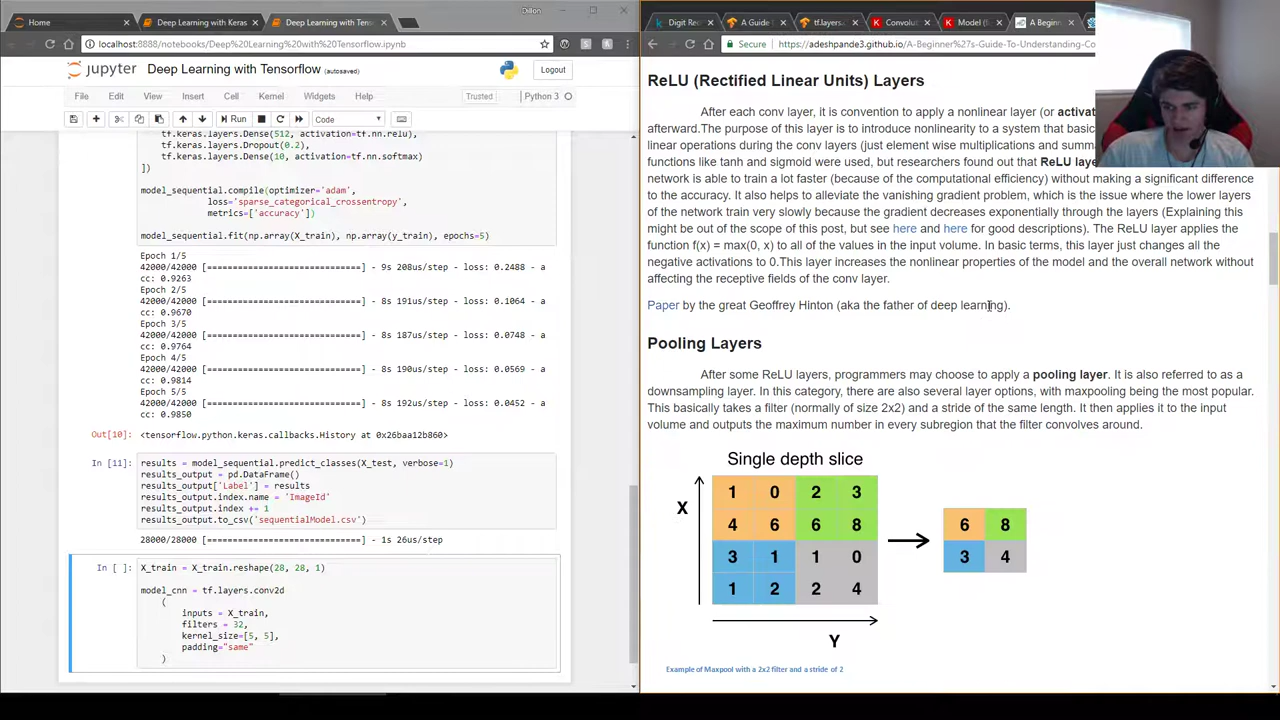 Home
Deep Learning with Keras
Deep Learning with Tens
Dillon
localhost:8888/notebooks/Deep%20Learning%20with%20Tensorflow.ipynb
jupyter Deep Learning with Tensorflow (autosaved)
Logout
File Edit View Insert Cell Kernel Widgets Help
Trusted
Python 3
Run
Code
tf.keras.layers.Dense(512, activation=tf.nn.relu),
tf.keras.layers.Dropout(0.2),
tf.keras.layers.Dense(10, activation=tf.nn.softmax)
])
model_sequential.compile(optimizer='adam',
loss='sparse_categorical_crossentropy',
metrics=['accuracy'])
model_sequential.fit(np.array(X_train), np.array(y_train), epochs=5)
Epoch 1/5
42000/42000 [==============================] - 9s 208us/step - loss: 0.2488 - a
cc: 0.9263
Epoch 2/5
42000/42000 [==============================] - 8s 191us/step - loss: 0.1064 - a
cc: 0.9670
Epoch 3/5
42000/42000 [==============================] - 8s 187us/step - loss: 0.0748 - a
cc: 0.9764
Epoch 4/5
42000/42000 [==============================] - 8s 190us/step - loss: 0.0569 - a
cc: 0.9814
Epoch 5/5
42000/42000 [==============================] - 8s 192us/step - loss: 0.0452 - a
cc: 0.9850
Out[10]: <tensorflow.python.keras.callbacks.History at 0x26baa12b860>
In [11]: results = model_sequential.predict_classes(X_test, verbose=1)
results_output = pd.DataFrame()
results_output['Label'] = results
results_output.index.name = 'ImageId'
results_output.index += 1
results_output.to_csv('sequentialModel.csv')
28000/28000 [==============================] - 1s 26us/step
In [ ]: X_train = X_train.reshape(28, 28, 1)
model_cnn = tf.layers.conv2d
(
inputs = X_train,
filters = 32,
kernel_size=[5, 5],
padding="same"
)
Digit Rec
A Guide T
tf.layers.
Convolu
Model (f
A Begin
Secure https://adeshpande3.github.io/A-Beginner%27s-Guide-To-Understanding-Co
ReLU (Rectified Linear Units) Layers
After each conv layer, it is convention to apply a nonlinear layer (or activa
afterward.The purpose of this layer is to introduce nonlinearity to a system that basic
linear operations during the conv layers (just element wise multiplications and summa
functions like tanh and sigmoid were used, but researchers found out that ReLU laye
network is able to train a lot faster (because of the computational efficiency) without making a significant difference
to the accuracy. It also helps to alleviate the vanishing gradient problem, which is the issue where the lower layers
of the network train very slowly because the gradient decreases exponentially through the layers (Explaining this
might be out of the scope of this post, but see here and here for good descriptions). The ReLU layer applies the
function f(x) = max(0, x) to all of the values in the input volume. In basic terms, this layer just changes all the
negative activations to 0.This layer increases the nonlinear properties of the model and the overall network without
affecting the receptive fields of the conv layer.
Paper by the great Geoffrey Hinton (aka the father of deep learning).
Pooling Layers
After some ReLU layers, programmers may choose to apply a pooling layer. It is also referred to as a
downsampling layer. In this category, there are also several layer options, with maxpooling being the most popular.
This basically takes a filter (normally of size 2x2) and a stride of the same length. It then applies it to the input
volume and outputs the maximum number in every subregion that the filter convolves around.
Single depth slice
X
1 0 2 3
4 6 6 8
3 1 1 0
1 2 2 4
6 8
3 4
Y
Example of Maxpool with a 2x2 filter and a stride of 2